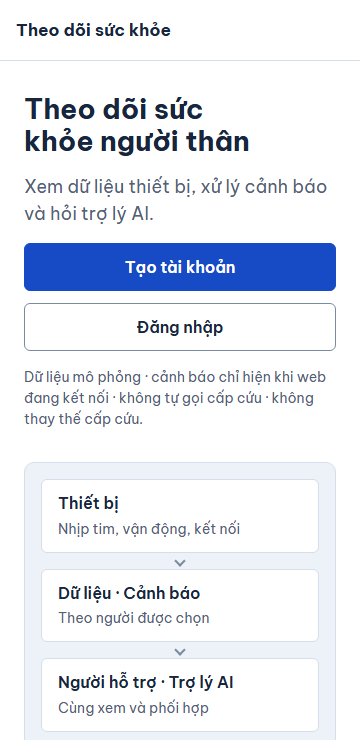 Theo dõi sức khỏe
Theo dõi sức
khỏe người thân
Xem dữ liệu thiết bị, xử lý cảnh báo
và hỏi trợ lý AI.
Tạo tài khoản
Đăng nhập
Dữ liệu mô phỏng · cảnh báo chỉ hiện khi web
đang kết nối · không tự gọi cấp cứu · không
thay thế cấp cứu.
Thiết bị
Nhịp tim, vận động, kết nối
Dữ liệu · Cảnh báo
Theo người được chọn
Người hỗ trợ · Trợ lý AI
Cùng xem và phối hợp